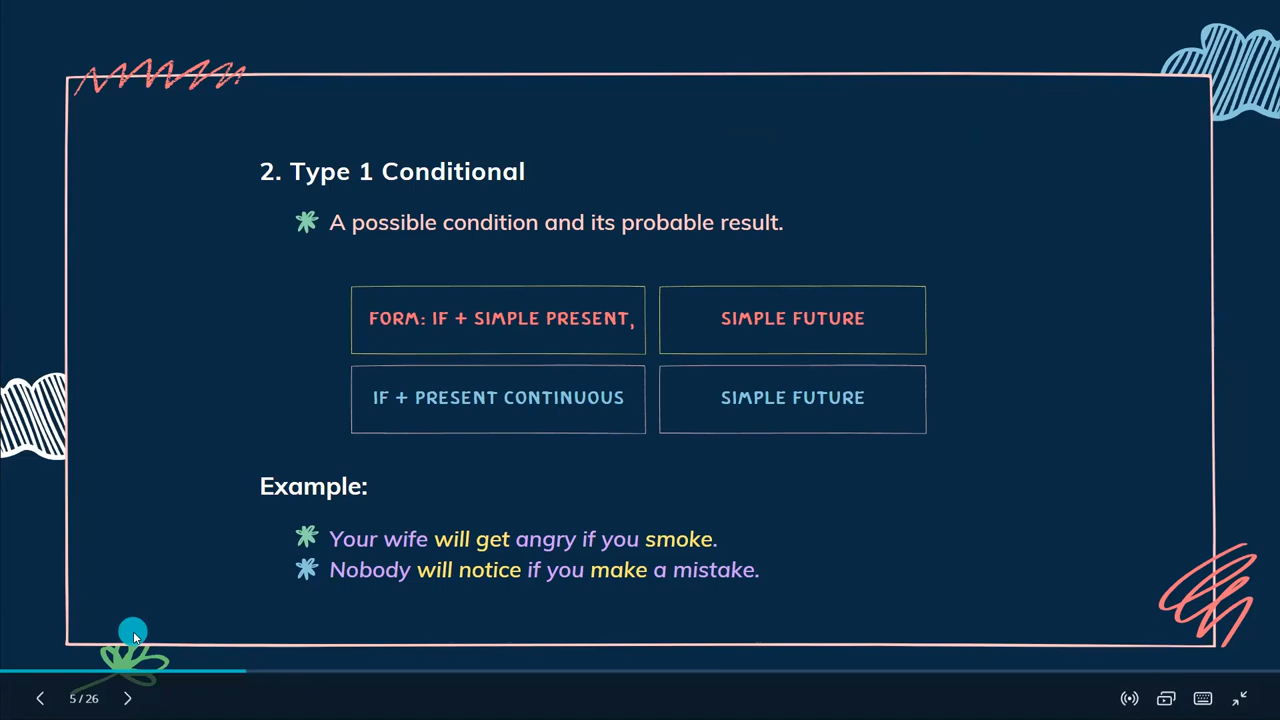 2. Type 1 Conditional
A possible condition and its probable result.
FORM: IF + SIMPLE PRESENT,
SIMPLE FUTURE
IF + PRESENT CONTINUOUS
SIMPLE FUTURE
Example:
Your wife will get angry if you smoke.
Nobody will notice if you make a mistake.
5 / 26